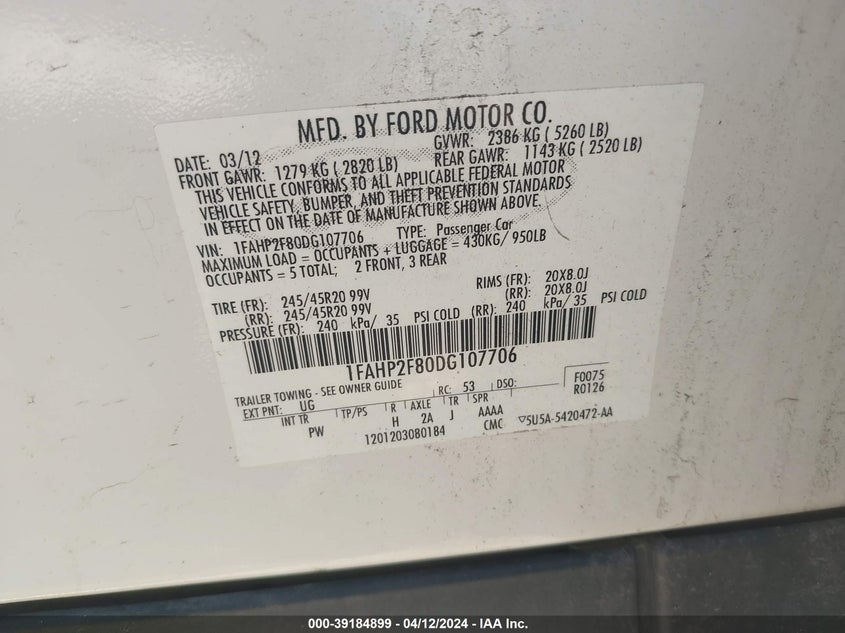 MFD. BY FORD MOTOR CO.
DATE: 03/12 GVWR: 2386 KG ( 5260 LB)
FRONT GAWR: 1279 KG ( 2820 LB) REAR GAWR: 1143 KG ( 2520 LB)
THIS VEHICLE CONFORMS TO ALL APPLICABLE FEDERAL MOTOR
VEHICLE SAFETY, BUMPER, AND THEFT PREVENTION STANDARDS
IN EFFECT ON THE DATE OF MANUFACTURE SHOWN ABOVE.
VIN: 1FAHP2F80DG107706 TYPE: Passenger Car
MAXIMUM LOAD = OCCUPANTS + LUGGAGE = 430KG/ 950LB
OCCUPANTS = 5 TOTAL; 2 FRONT, 3 REAR
TIRE (FR): 245/45R20 99V RIMS (FR): 20X8.0J
(RR): 245/45R20 99V (RR): 20X8.0J
PRESSURE (FR): 240 kPa/ 35 PSI COLD (RR): 240 kPa/ 35 PSI COLD
1FAHP2F80DG107706
TRAILER TOWING - SEE OWNER GUIDE RC: 53 DSO: F0075
EXT PNT: UG R0126
INT TR TP/PS R AXLE TR SPR
PW H 2A J AAAA
1201203080184 CMC ▽5U5A-5420472-AA
000-39184899 - 04/12/2024 - IAA Inc.